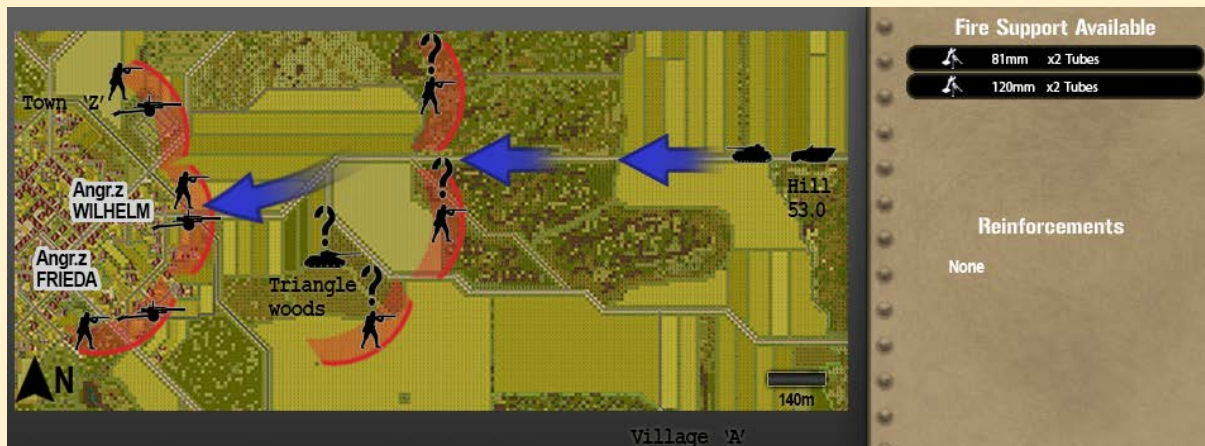 Town 'Z'
Angr.z
WILHELM
Angr.z
FRIEDA
?
?
?
?
Triangle
woods
Hill
53.0
N
140m
Village 'A'
Fire Support Available
81mm x2 Tubes
120mm x2 Tubes
Reinforcements
None